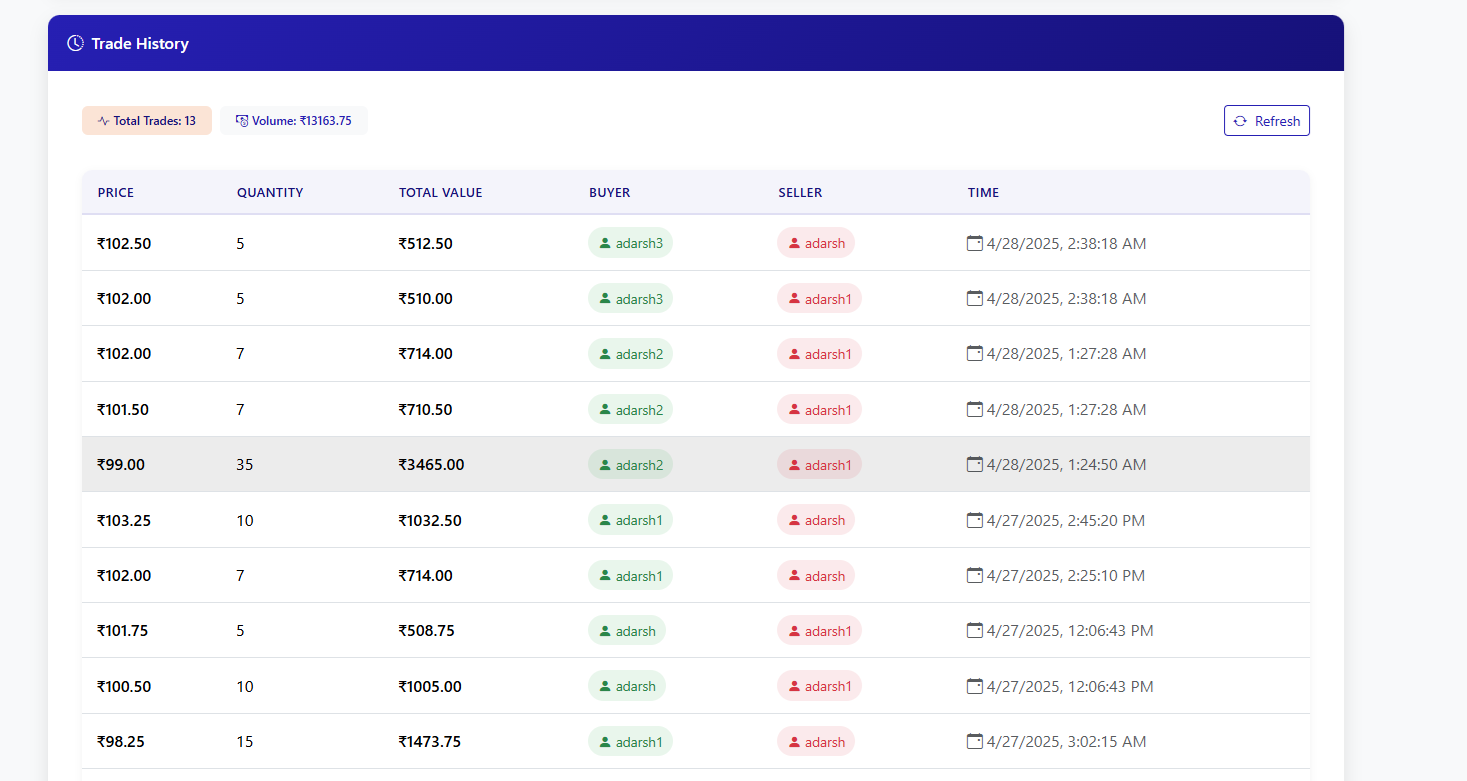 Trade History
Total Trades: 13 Volume: ₹13163.75 Refresh
PRICE QUANTITY TOTAL VALUE BUYER SELLER TIME
₹102.50 5 ₹512.50 adarsh3 adarsh 4/28/2025, 2:38:18 AM
₹102.00 5 ₹510.00 adarsh3 adarsh1 4/28/2025, 2:38:18 AM
₹102.00 7 ₹714.00 adarsh2 adarsh1 4/28/2025, 1:27:28 AM
₹101.50 7 ₹710.50 adarsh2 adarsh1 4/28/2025, 1:27:28 AM
₹99.00 35 ₹3465.00 adarsh2 adarsh1 4/28/2025, 1:24:50 AM
₹103.25 10 ₹1032.50 adarsh1 adarsh 4/27/2025, 2:45:20 PM
₹102.00 7 ₹714.00 adarsh1 adarsh 4/27/2025, 2:25:10 PM
₹101.75 5 ₹508.75 adarsh adarsh1 4/27/2025, 12:06:43 PM
₹100.50 10 ₹1005.00 adarsh adarsh1 4/27/2025, 12:06:43 PM
₹98.25 15 ₹1473.75 adarsh1 adarsh 4/27/2025, 3:02:15 AM